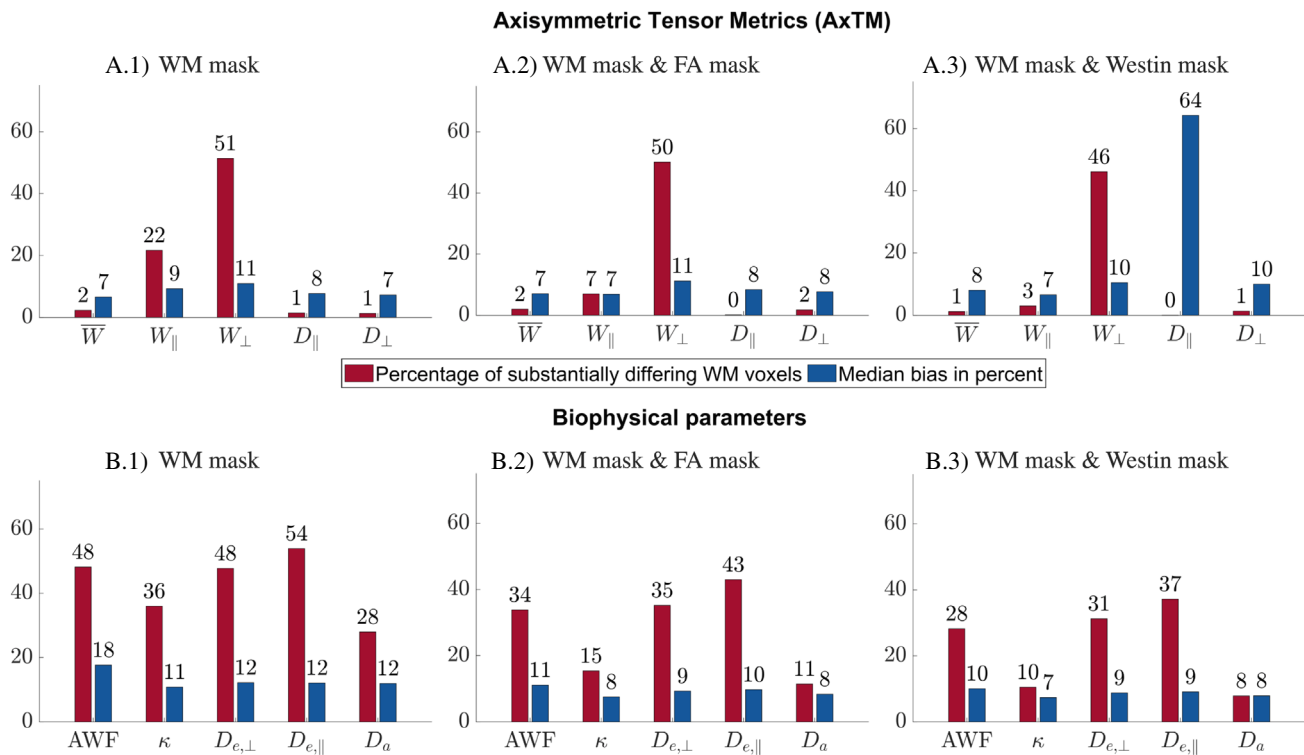 Axisymmetric Tensor Metrics (AxTM)
A.1) WM mask
A.2) WM mask & FA mask
A.3) WM mask & Westin mask
60
40
20
0
2 7 22 9 51 11 1 8 1 7
W̅ W∥ W⊥ D∥ D⊥
60
40
20
0
2 7 7 7 50 11 0 8 2 8
W̅ W∥ W⊥ D∥ D⊥
60
40
20
0
1 8 3 7 46 10 0 64 1 10
W̅ W∥ W⊥ D∥ D⊥
Percentage of substantially differing WM voxels Median bias in percent
Biophysical parameters
B.1) WM mask
B.2) WM mask & FA mask
B.3) WM mask & Westin mask
60
40
20
0
48 18 36 11 48 12 54 12 28 12
AWF κ De,⊥ De,∥ Da
60
40
20
0
34 11 15 8 35 9 43 10 11 8
AWF κ De,⊥ De,∥ Da
60
40
20
0
28 10 10 7 31 9 37 9 8 8
AWF κ De,⊥ De,∥ Da